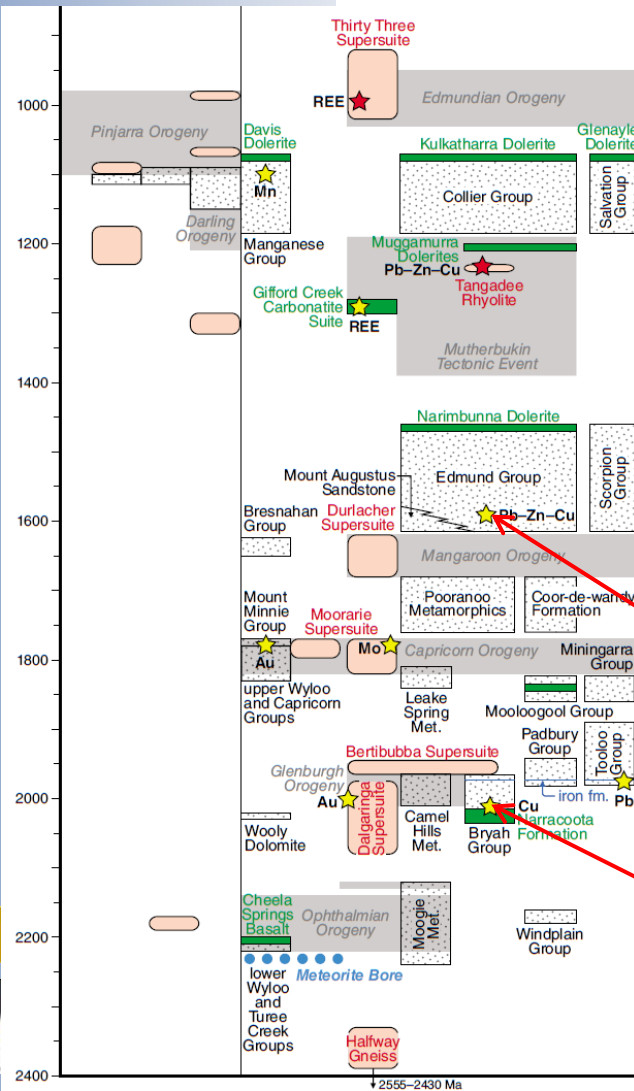 Thirty Three
Supersuite
REE
Edmundian Orogeny
1000
Pinjarra Orogeny
Davis
Dolerite
Kulkatharra Dolerite
Glenayle
Dolerite
Mn
Collier Group
Salvation
Group
Darling
Orogeny
1200
Manganese
Group
Muggamurra
Dolerites
Pb–Zn–Cu
Tangadee
Rhyolite
Gifford Creek
Carbonatite
Suite
REE
Mutherbukin
Tectonic Event
1400
Narimbunna Dolerite
Mount Augustus
Sandstone
Edmund Group
Scorpion
Group
Bresnahan
Group
Durlacher
Supersuite
Pb–Zn–Cu
1600
Mangaroon Orogeny
Mount
Minnie
Group
Pooranoo
Metamorphics
Coor-de-wandy
Formation
Moorarie
Supersuite
Au
Mo
Capricorn Orogeny
Miningarra
Group
1800
upper Wyloo
and Capricorn
Groups
Leake
Spring
Met.
Mooloogool Group
Padbury
Group
Tooloo
Group
Bertibubba Supersuite
Glenburgh
Orogeny
Au
Dalgaringa
Supersuite
iron fm.
Pb
2000
Cu
Narracoota
Formation
Wooly
Dolomite
Camel
Hills
Met.
Bryah
Group
Cheela
Springs
Basalt
Ophthalmian
Orogeny
Moogie
Met.
2200
Windplain
Group
Meteorite Bore
lower
Wyloo
and
Turee
Creek
Groups
Halfway
Gneiss
2400
2555–2430 Ma